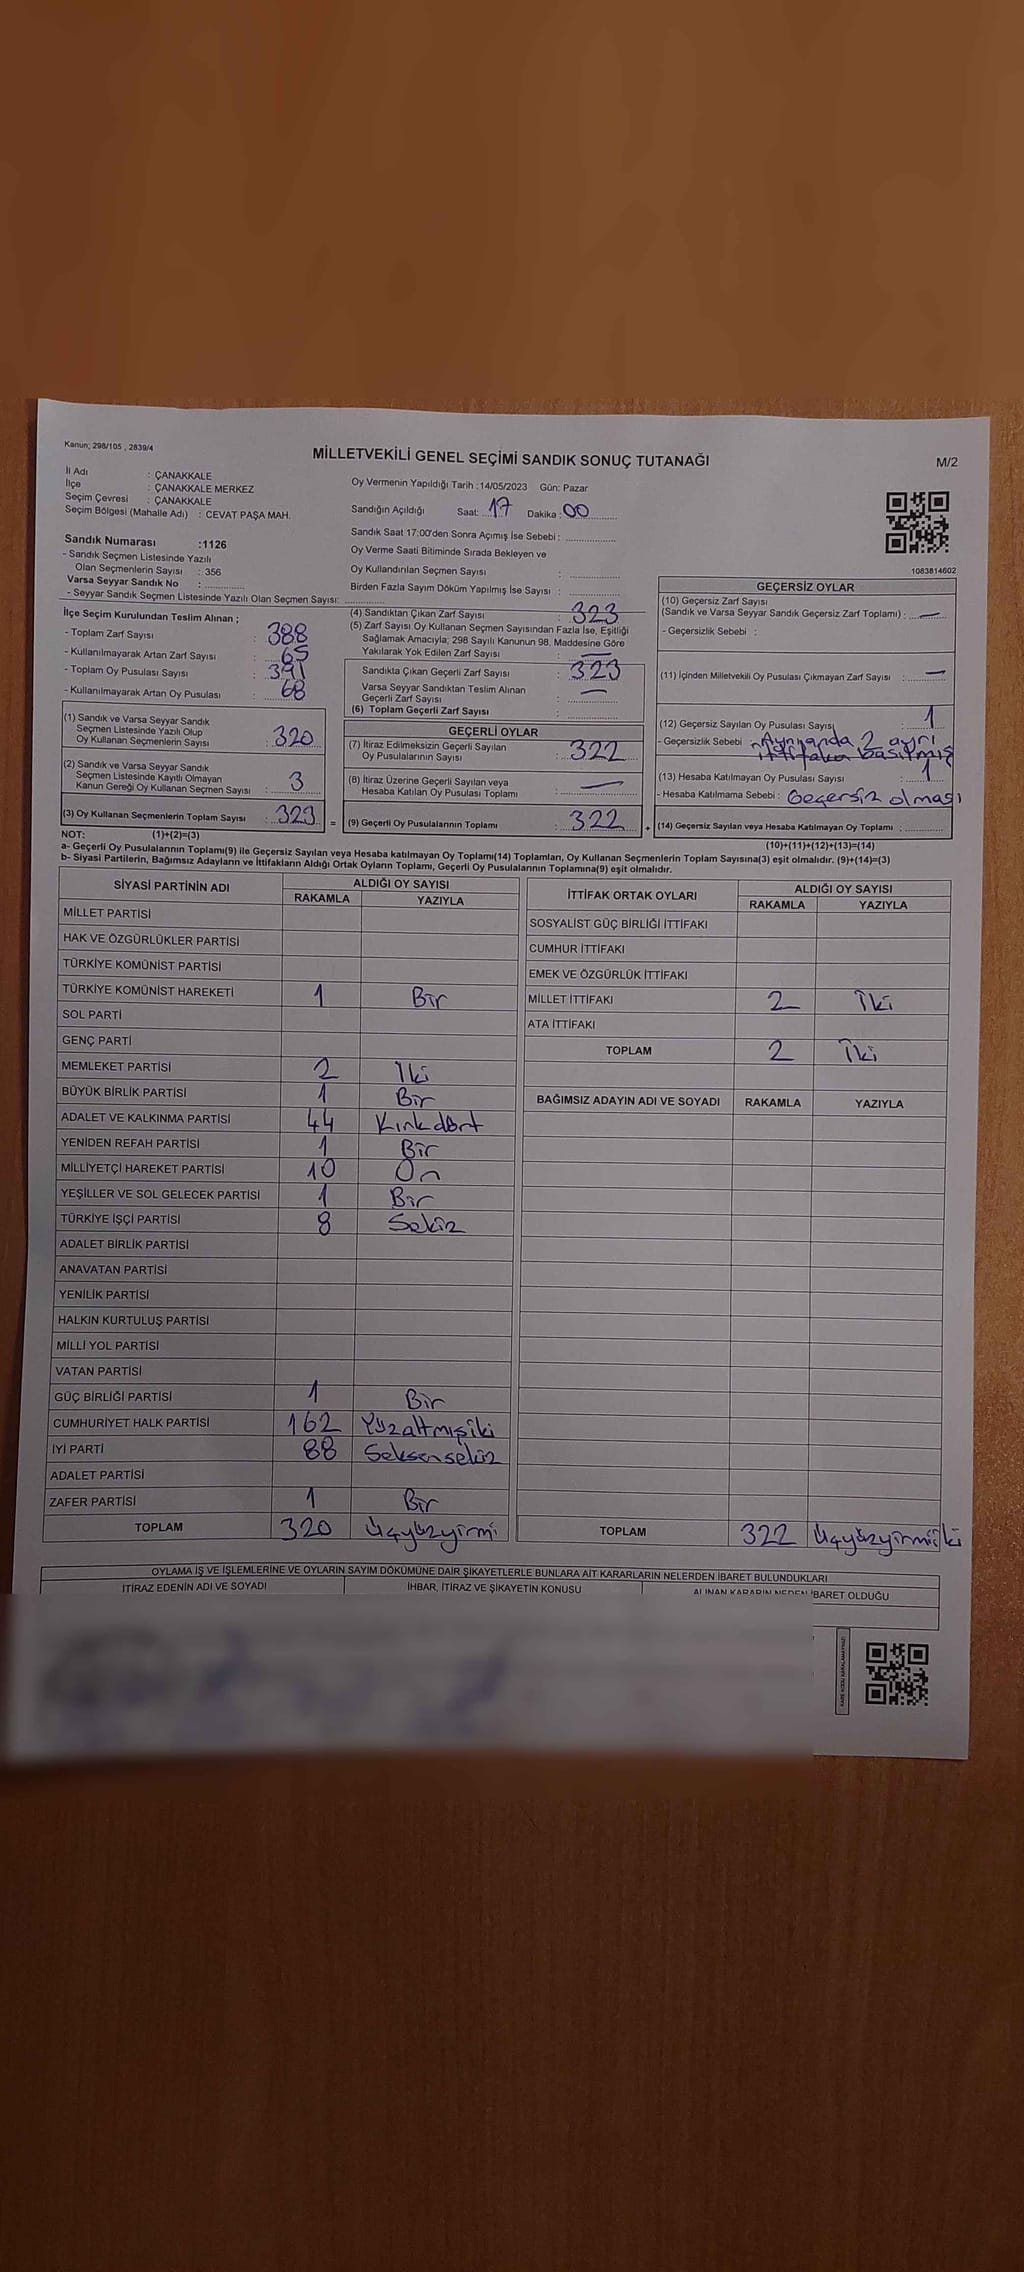 Kanun; 298/105 , 2839/4
MİLLETVEKİLİ GENEL SEÇİMİ SANDIK SONUÇ TUTANAĞI
M/2
İl Adı : ÇANAKKALE
İlçe : ÇANAKKALE MERKEZ
Seçim Çevresi : ÇANAKKALE
Seçim Bölgesi (Mahalle Adı) : CEVAT PAŞA MAH.
Oy Vermenin Yapıldığı Tarih :14/05/2023 Gün: Pazar
Sandığın Açıldığı Saat: 17 Dakika : 00
Sandık Saat 17:00'den Sonra Açımış İse Sebebi :
Oy Verme Saati Bitiminde Sırada Bekleyen ve
Oy Kullandırılan Seçmen Sayısı :
Birden Fazla Sayım Döküm Yapılmış İse Sayısı :
Sandık Numarası :1126
- Sandık Seçmen Listesinde Yazılı
Olan Seçmenlerin Sayısı : 356
Varsa Seyyar Sandık No :
- Seyyar Sandık Seçmen Listesinde Yazılı Olan Seçmen Sayısı:
1083814602
İlçe Seçim Kurulundan Teslim Alınan ;
- Toplam Zarf Sayısı : 388
- Kullanılmayarak Artan Zarf Sayısı : 65
- Toplam Oy Pusulası Sayısı : 391
- Kullanılmayarak Artan Oy Pusulası : 68
(1) Sandık ve Varsa Seyyar Sandık
Seçmen Listesinde Yazılı Olup
Oy Kullanan Seçmenlerin Sayısı : 320
(2) Sandık ve Varsa Seyyar Sandık
Seçmen Listesinde Kayıtlı Olmayan
Kanun Gereği Oy Kullanan Seçmen Sayısı : 3
(3) Oy Kullanan Seçmenlerin Toplam Sayısı : 323 =
(4) Sandıktan Çıkan Zarf Sayısı : 323
(5) Zarf Sayısı Oy Kullanan Seçmen Sayısından Fazla İse, Eşitliği
Sağlamak Amacıyla; 298 Sayılı Kanunun 98. Maddesine Göre
Yakılarak Yok Edilen Zarf Sayısı : —
Sandıkta Çıkan Geçerli Zarf Sayısı : 323
Varsa Seyyar Sandıktan Teslim Alınan
Geçerli Zarf Sayısı : —
(6) Toplam Geçerli Zarf Sayısı :
GEÇERLİ OYLAR
(7) İtiraz Edilmeksizin Geçerli Sayılan
Oy Pusulalarının Sayısı : 322
(8) İtiraz Üzerine Geçerli Sayılan veya
Hesaba Katılan Oy Pusulası Toplamı : —
(9) Geçerli Oy Pusulalarının Toplamı : 322 +
GEÇERSİZ OYLAR
(10) Geçersiz Zarf Sayısı
(Sandık ve Varsa Seyyar Sandık Geçersiz Zarf Toplamı) : —
- Geçersizlik Sebebi :
(11) İçinden Milletvekili Oy Pusulası Çıkmayan Zarf Sayısı : —
(12) Geçersiz Sayılan Oy Pusulası Sayısı : 1
- Geçersizlik Sebebi : Aynı anda 2 ayrı
ittifaka basılmış
(13) Hesaba Katılmayan Oy Pusulası Sayısı : 1
- Hesaba Katılmama Sebebi : Geçersiz olması
(14) Geçersiz Sayılan veya Hesaba Katılmayan Oy Toplamı :
NOT: (1)+(2)=(3)
(10)+(11)+(12)+(13)=(14)
a- Geçerli Oy Pusulalarının Toplamı(9) ile Geçersiz Sayılan veya Hesaba katılmayan Oy Toplamı(14) Toplamları, Oy Kullanan Seçmenlerin Toplam Sayısına(3) eşit olmalıdır. (9)+(14)=(3)
b- Siyasi Partilerin, Bağımsız Adayların ve İttifakların Aldığı Ortak Oyların Toplamı, Geçerli Oy Pusulalarının Toplamına(9) eşit olmalıdır.
SİYASİ PARTİNİN ADI ALDIĞI OY SAYISI
RAKAMLA YAZIYLA
MİLLET PARTİSİ
HAK VE ÖZGÜRLÜKLER PARTİSİ
TÜRKİYE KOMÜNİST PARTİSİ
TÜRKİYE KOMÜNİST HAREKETİ 1 Bir
SOL PARTİ
GENÇ PARTİ
MEMLEKET PARTİSİ 2 İki
BÜYÜK BİRLİK PARTİSİ 1 Bir
ADALET VE KALKINMA PARTİSİ 44 Kırkdört
YENİDEN REFAH PARTİSİ 1 Bir
MİLLİYETÇİ HAREKET PARTİSİ 10 On
YEŞİLLER VE SOL GELECEK PARTİSİ 1 Bir
TÜRKİYE İŞÇİ PARTİSİ 8 Sekiz
ADALET BİRLİK PARTİSİ
ANAVATAN PARTİSİ
YENİLİK PARTİSİ
HALKIN KURTULUŞ PARTİSİ
MİLLİ YOL PARTİSİ
VATAN PARTİSİ
GÜÇ BİRLİĞİ PARTİSİ 1 Bir
CUMHURİYET HALK PARTİSİ 162 Yüzaltmışiki
İYİ PARTİ 88 Seksensekiz
ADALET PARTİSİ
ZAFER PARTİSİ 1 Bir
TOPLAM 320 Üçyüzyirmi
İTTİFAK ORTAK OYLARI ALDIĞI OY SAYISI
RAKAMLA YAZIYLA
SOSYALİST GÜÇ BİRLİĞİ İTTİFAKI
CUMHUR İTTİFAKI
EMEK VE ÖZGÜRLÜK İTTİFAKI
MİLLET İTTİFAKI 2 İki
ATA İTTİFAKI
TOPLAM 2 İki
BAĞIMSIZ ADAYIN ADI VE SOYADI RAKAMLA YAZIYLA
TOPLAM 322 Üçyüzyirmiiki
OYLAMA İŞ VE İŞLEMLERİNE VE OYLARIN SAYIM DÖKÜMÜNE DAİR ŞİKAYETLERLE BUNLARA AİT KARARLARIN NELERDEN İBARET BULUNDUKLARI
İTİRAZ EDENİN ADI VE SOYADI İHBAR, İTİRAZ VE ŞİKAYETİN KONUSU ALINAN KARARIN NEDEN İBARET OLDUĞU